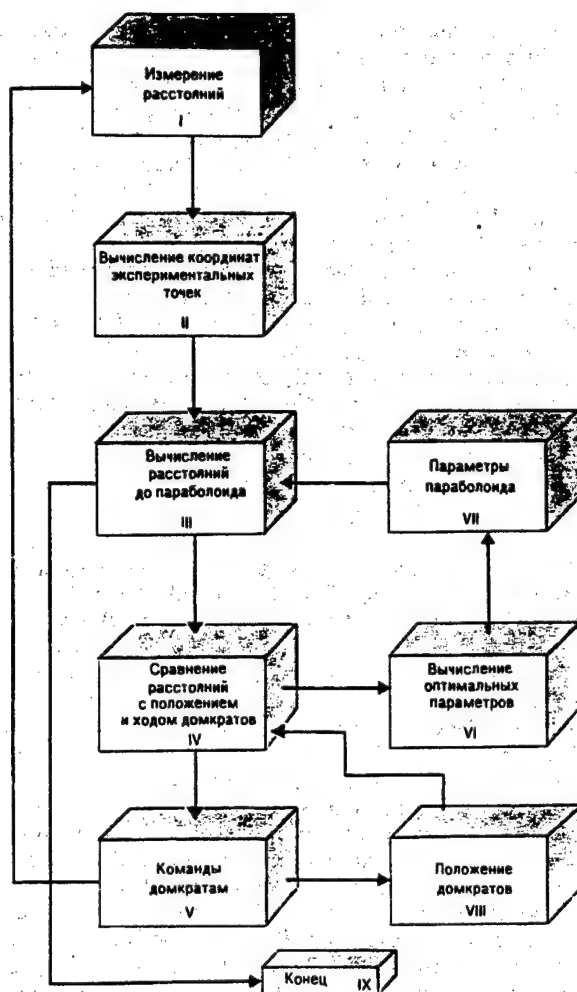 Измерение
расстояний
I
Вычисление координат
экспериментальных
точек
II
Вычисление
расстояний
до параболоида
III
Параметры
параболоида
VII
Сравнение
расстояний
с положением
и ходом домкратов
IV
Вычисление
оптимальных
параметров
VI
Команды
домкратам
V
Положение
домкратов
VIII
Конец IX